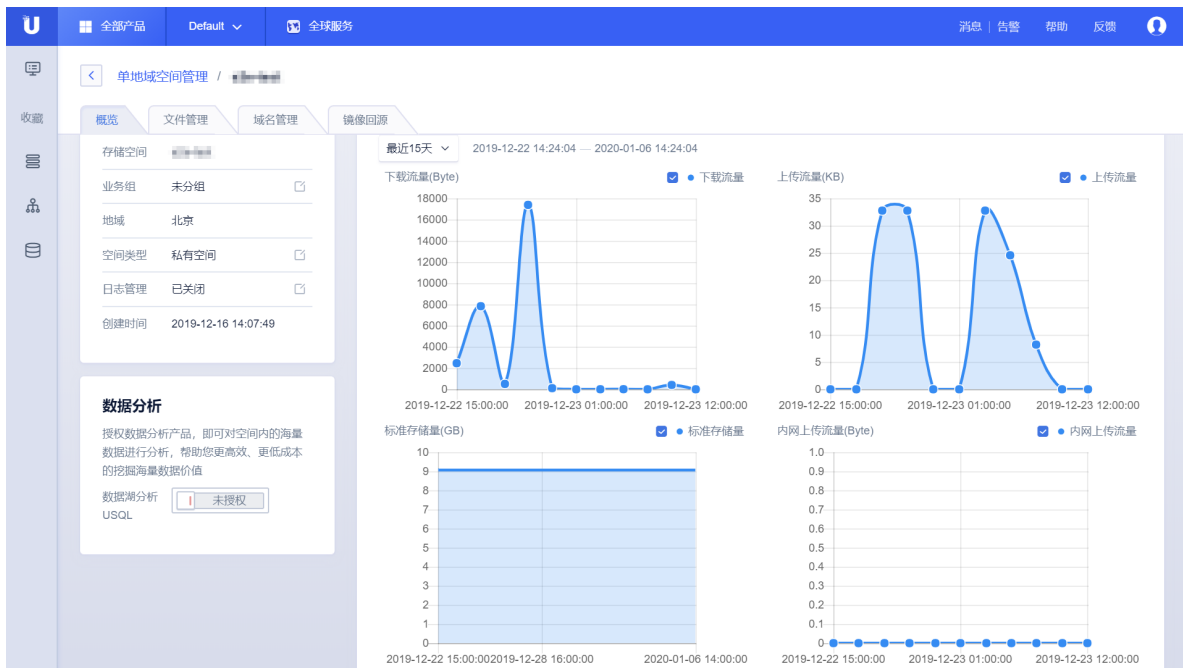 全部产品 Default 全球服务 消息 告警 帮助 反馈
收藏
单地域空间管理 /
概览 文件管理 域名管理 镜像回源
存储空间
业务组 未分组
地域 北京
空间类型 私有空间
日志管理 已关闭
创建时间 2019-12-16 14:07:49
数据分析
授权数据分析产品，即可对空间内的海量
数据进行分析，帮助您更高效、更低成本
的挖掘海量数据价值
数据湖分析
USQL
未授权
最近15天 2019-12-22 14:24:04 — 2020-01-06 14:24:04
下载流量(Byte) 下载流量
18000
16000
14000
12000
10000
8000
6000
4000
2000
0
2019-12-22 15:00:00 2019-12-23 01:00:00 2019-12-23 12:00:00
上传流量(KB) 上传流量
35
30
25
20
15
10
5
0
2019-12-22 15:00:00 2019-12-23 01:00:00 2019-12-23 12:00:00
标准存储量(GB) 标准存储量
10
9
8
7
6
5
4
3
2
1
0
2019-12-22 15:00:00 2019-12-28 16:00:00 2020-01-06 14:00:00
内网上传流量(Byte) 内网上传流量
1.0
0.9
0.8
0.7
0.6
0.5
0.4
0.3
0.2
0.1
0
2019-12-22 15:00:00 2019-12-23 01:00:00 2019-12-23 12:00:00